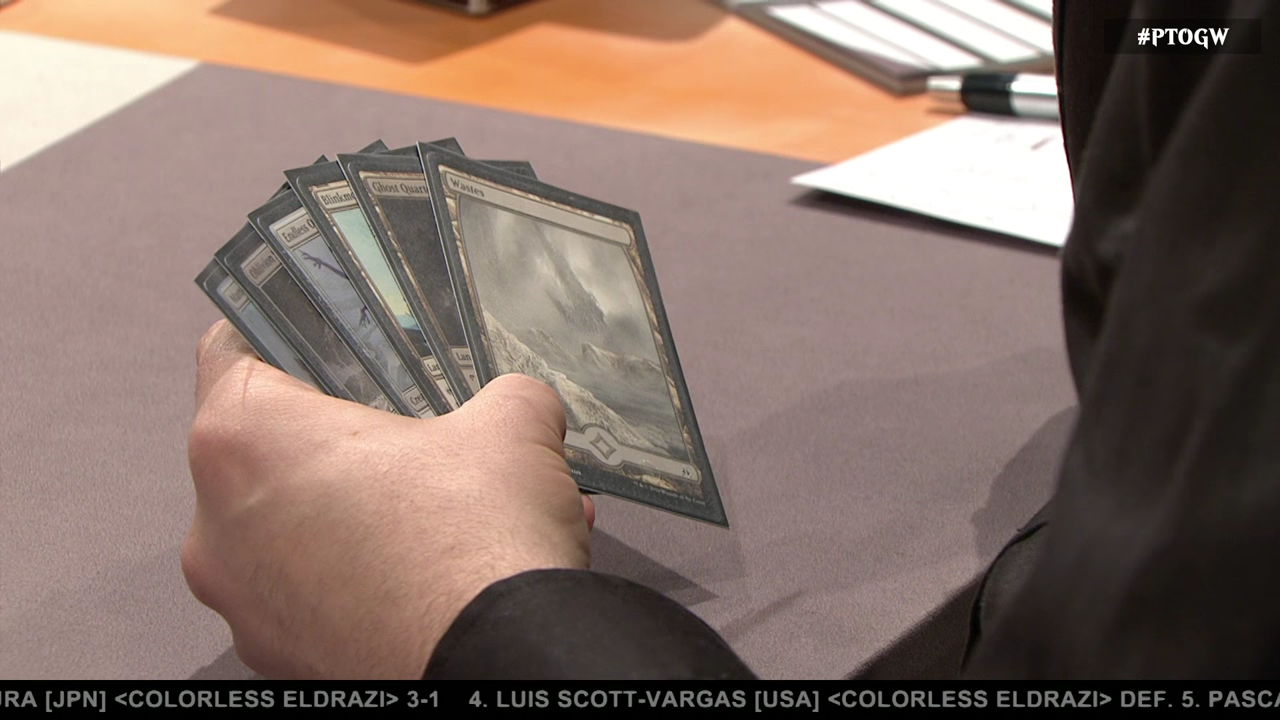 #PTOGW
Wastes
Ghost Quart
Blinkm
Endless
Oblivion
URA [JPN] <COLORLESS ELDRAZI> 3-1 4. LUIS SCOTT-VARGAS [USA] <COLORLESS ELDRAZI> DEF. 5. PASCA